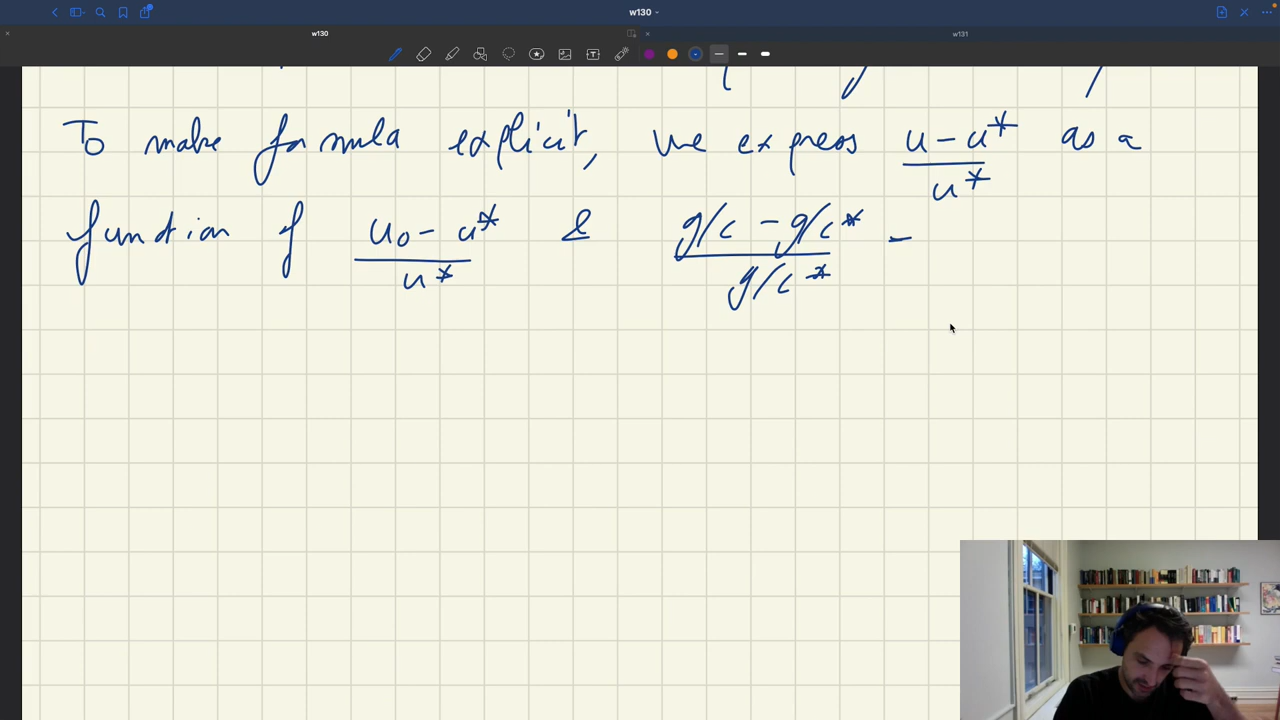 w130
w130
w131
To make formula explicit, we express u - u* / u* as a
function of u₀ - u* / u* & g/c - g/c* / g/c* -